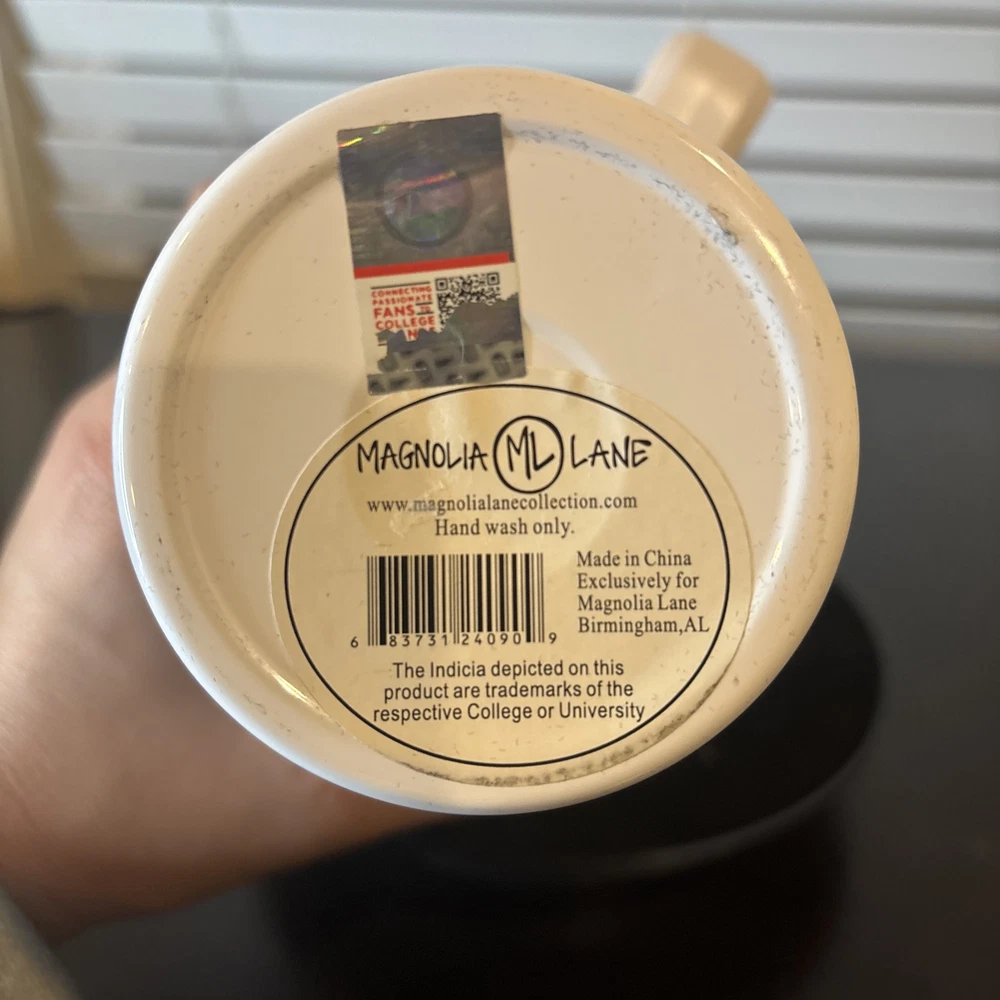 CONNECTING
PASSIONATE
FANS TO
COLLEGE
MAGNOLIA ML LANE
www.magnolialanecollection.com
Hand wash only.
Made in China
Exclusively for
Magnolia Lane
Birmingham,AL
6 83731 24090 9
The Indicia depicted on this
product are trademarks of the
respective College or University